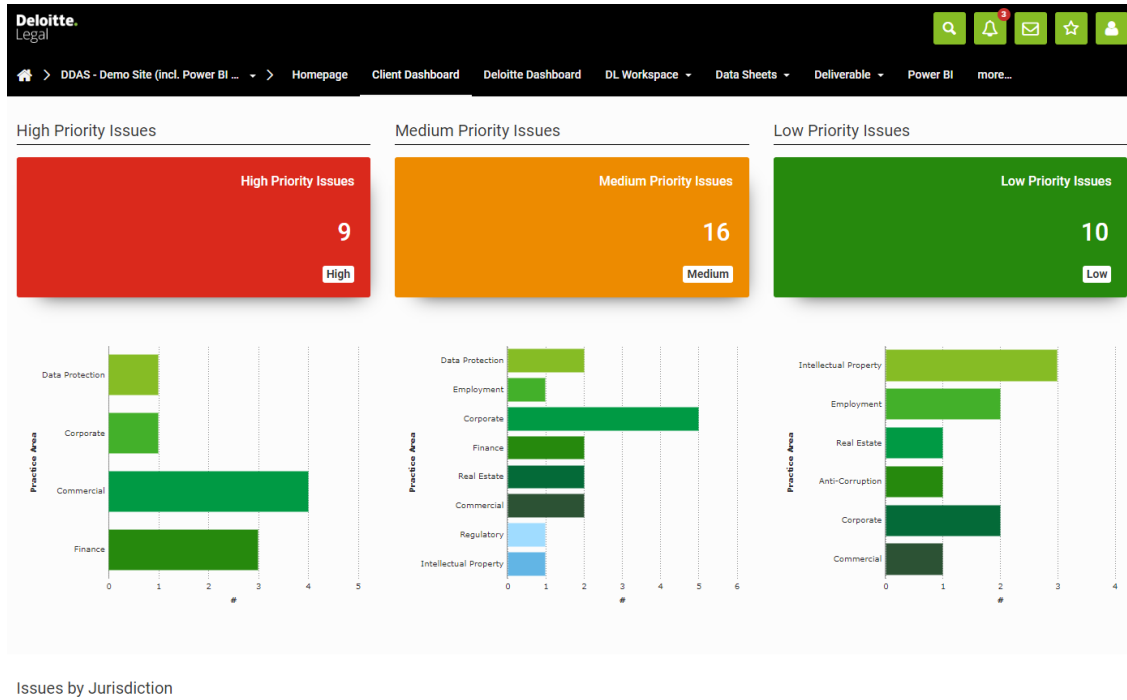 Deloitte.
Legal
3
DDAS - Demo Site (incl. Power BI ... > Homepage Client Dashboard Deloitte Dashboard DL Workspace Data Sheets Deliverable Power BI more...
High Priority Issues
Medium Priority Issues
Low Priority Issues
High Priority Issues
9
High
Medium Priority Issues
16
Medium
Low Priority Issues
10
Low
Practice Area
Data Protection
Corporate
Commercial
Finance
0 1 2 3 4 5
#
Practice Area
Data Protection
Employment
Corporate
Finance
Real Estate
Commercial
Regulatory
Intellectual Property
0 1 2 3 4 5 6
#
Practice Area
Intellectual Property
Employment
Real Estate
Anti-Corruption
Corporate
Commercial
0 1 2 3 4
#
Issues by Jurisdiction